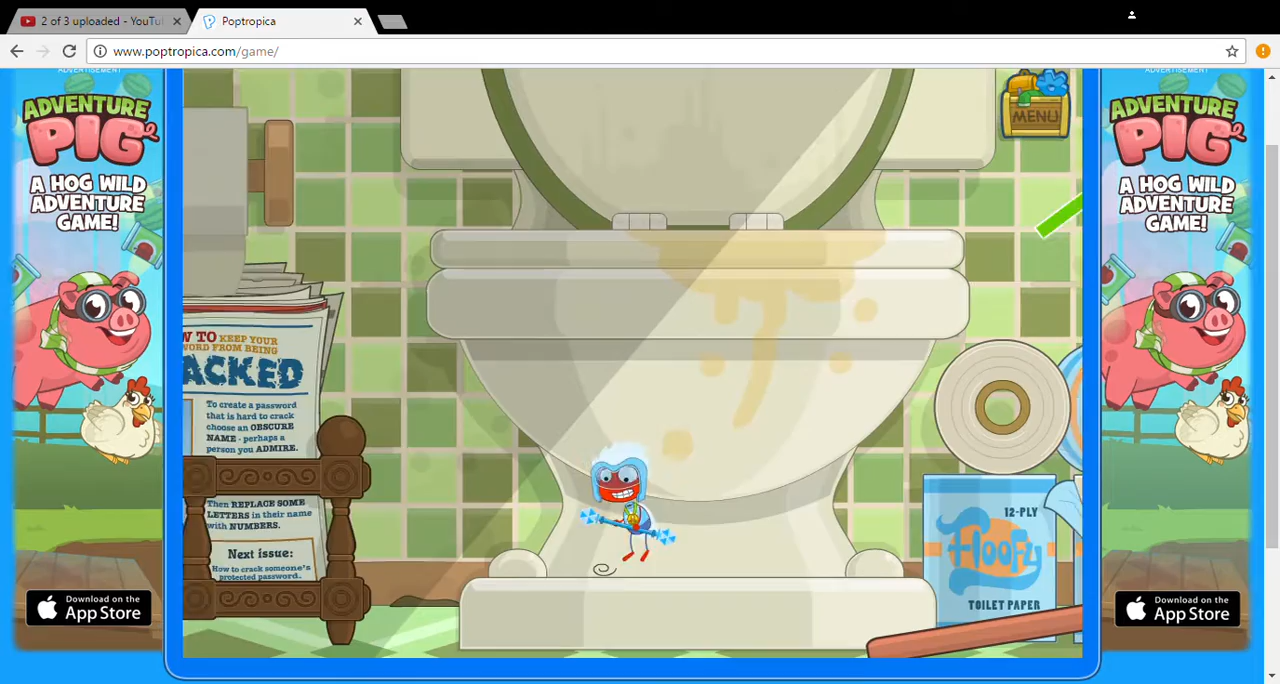 2 of 3 uploaded - YouTu
Poptropica
www.poptropica.com/game/
ADVERTISEMENT
ADVENTURE
PIG
A HOG WILD
ADVENTURE
GAME!
Download on the
App Store
W TO KEEP YOUR
WORD FROM BEING
ACKED
To create a password
that is hard to crack
choose an OBSCURE
NAME - perhaps a
person you ADMIRE.
Then REPLACE SOME
LETTERS in their name
with NUMBERS.
Next issue:
How to crack someone's
protected password..
MENU
12-PLY
Floofly
TOILET PAPER
ADVERTISEMENT
ADVENTURE
PIG
A HOG WILD
ADVENTURE
GAME!
Download on the
App Store